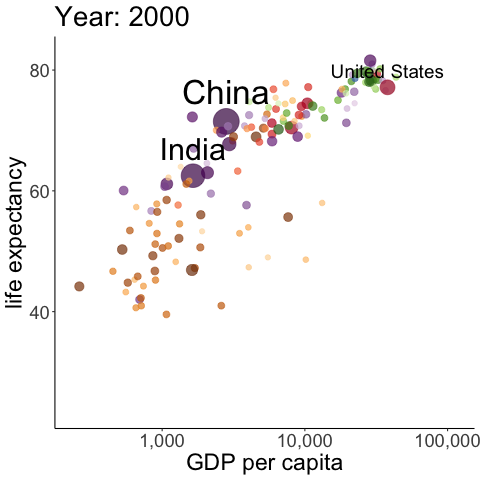 Year: 2000
80
60
40
life expectancy
China
India
United States
1,000 10,000 100,000
GDP per capita